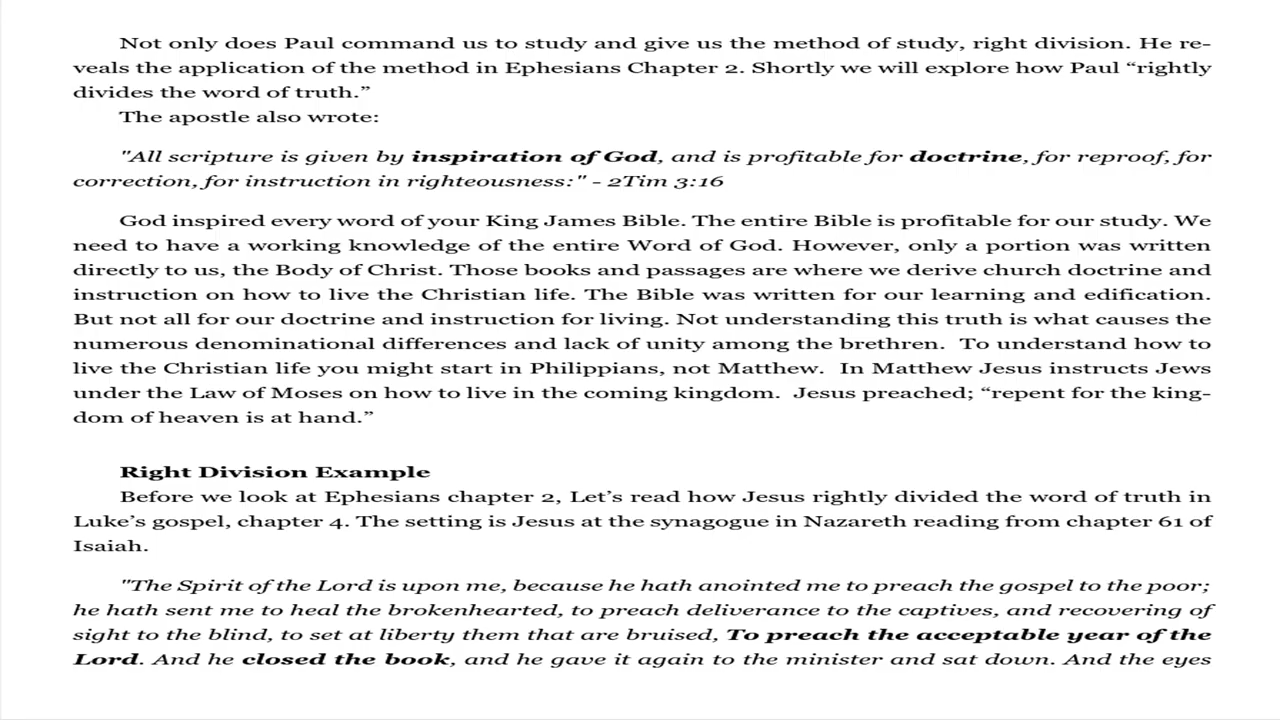 Not only does Paul command us to study and give us the method of study, right division. He re-
veals the application of the method in Ephesians Chapter 2. Shortly we will explore how Paul “rightly
divides the word of truth.”
The apostle also wrote:
"All scripture is given by inspiration of God, and is profitable for doctrine, for reproof, for
correction, for instruction in righteousness:" - 2Tim 3:16
God inspired every word of your King James Bible. The entire Bible is profitable for our study. We
need to have a working knowledge of the entire Word of God. However, only a portion was written
directly to us, the Body of Christ. Those books and passages are where we derive church doctrine and
instruction on how to live the Christian life. The Bible was written for our learning and edification.
But not all for our doctrine and instruction for living. Not understanding this truth is what causes the
numerous denominational differences and lack of unity among the brethren.  To understand how to
live the Christian life you might start in Philippians, not Matthew.  In Matthew Jesus instructs Jews
under the Law of Moses on how to live in the coming kingdom.  Jesus preached; “repent for the king-
dom of heaven is at hand.”
Right Division Example
Before we look at Ephesians chapter 2, Let’s read how Jesus rightly divided the word of truth in
Luke’s gospel, chapter 4. The setting is Jesus at the synagogue in Nazareth reading from chapter 61 of
Isaiah.
"The Spirit of the Lord is upon me, because he hath anointed me to preach the gospel to the poor;
he hath sent me to heal the brokenhearted, to preach deliverance to the captives, and recovering of
sight to the blind, to set at liberty them that are bruised, To preach the acceptable year of the
Lord. And he closed the book, and he gave it again to the minister and sat down. And the eyes